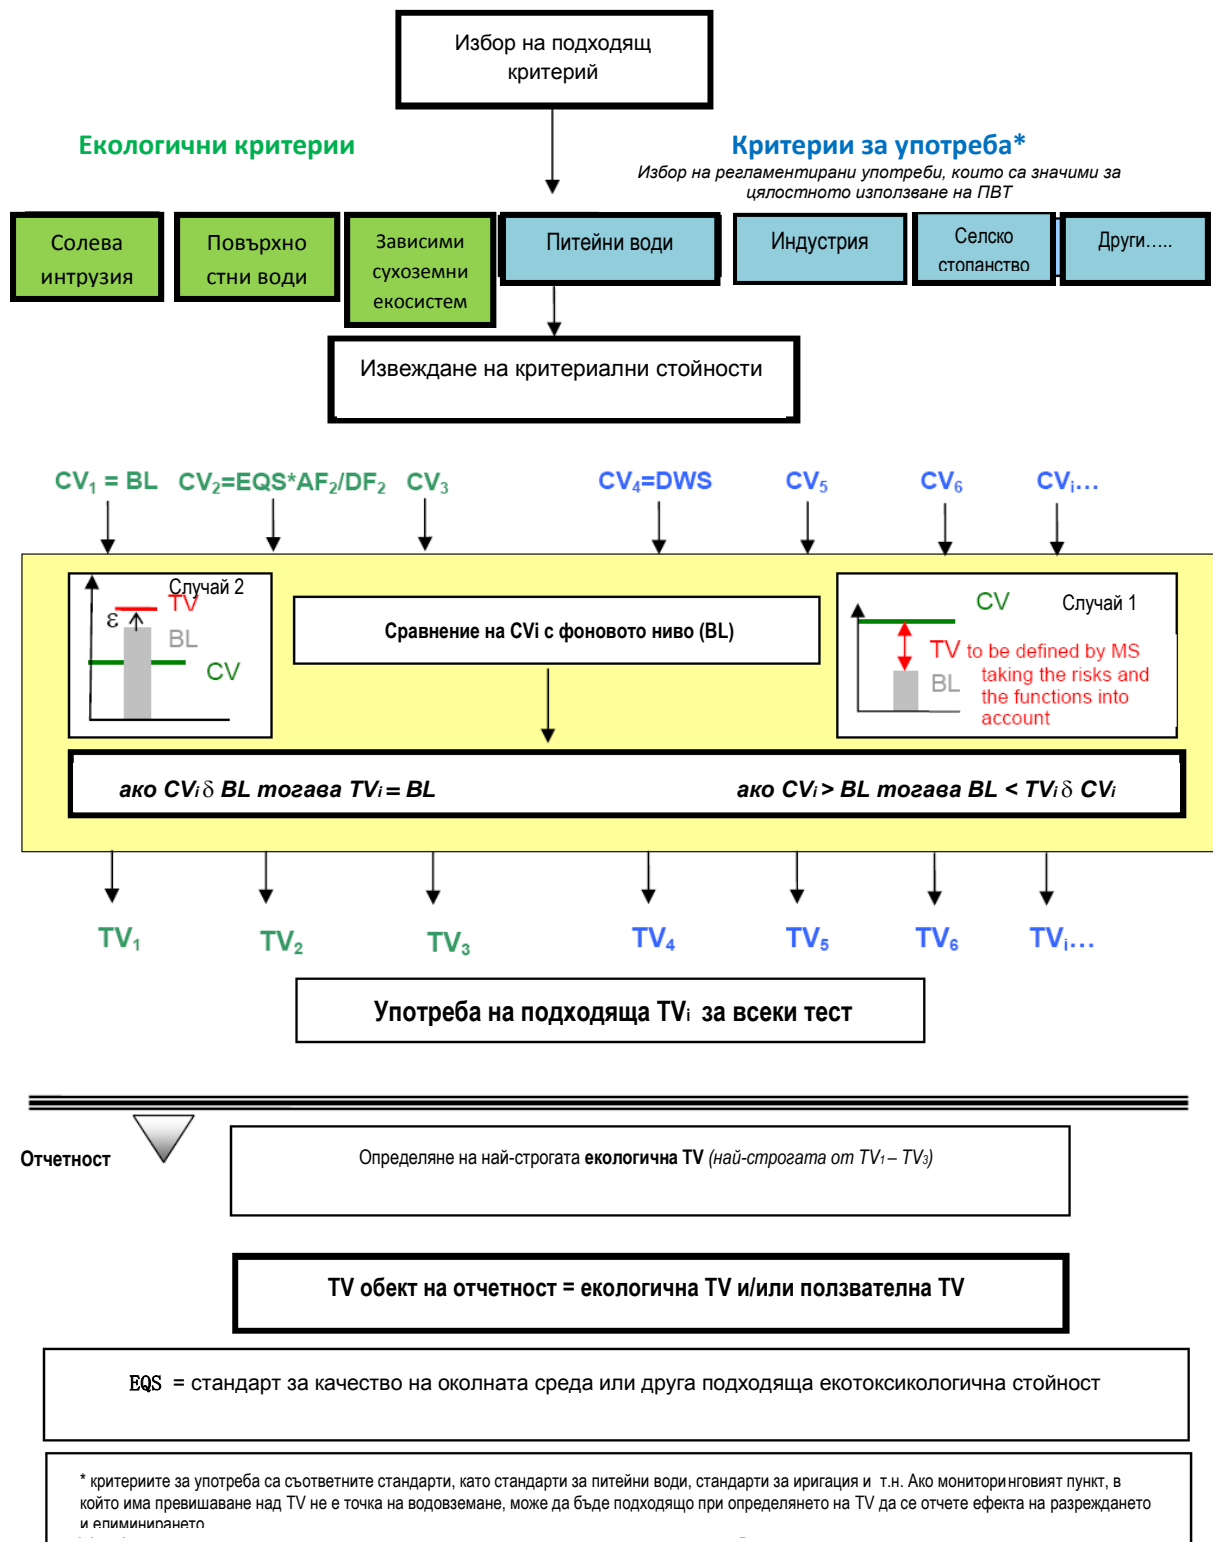 Избор на подходящ
критерий
Екологични критерии
Критерии за употреба*
Избор на регламентирани употреби, които са значими за
цялостното използване на ПВТ
Солева
интрузия
Повърхно
стни води
Зависими
сухоземни
екосистем
Питейни води
Индустрия
Селско
стопанство
Други…..
Извеждане на критериални стойности
CV1 = BL
CV2=EQS*AF2/DF2
CV3
CV4=DWS
CV5
CV6
CVi…
Случай 2
TV
ε
BL
CV
Сравнение на CVi с фоновото ниво (BL)
CV
Случай 1
TV to be defined by MS
taking the risks and
the functions into
account
BL
ако CVi δ BL тогава TVi = BL
ако CVi > BL тогава BL < TVi δ CVi
TV1
TV2
TV3
TV4
TV5
TV6
TVi…
Употреба на подходяща TVi за всеки тест
Отчетност
Определяне на най-строгата екологична TV (най-строгата от TV1 – TV3)
TV обект на отчетност = екологична TV и/или ползвателна TV
EQS = стандарт за качество на околната среда или друга подходяща екотоксикологична стойност
* критериите за употреба са съответните стандарти, като стандарти за питейни води, стандарти за иригация и т.н. Ако мониторинговият пункт, в
който има превишаване над TV не е точка на водовземане, може да бъде подходящо при определянето на TV да се отчете ефекта на разреждането
и елиминирането